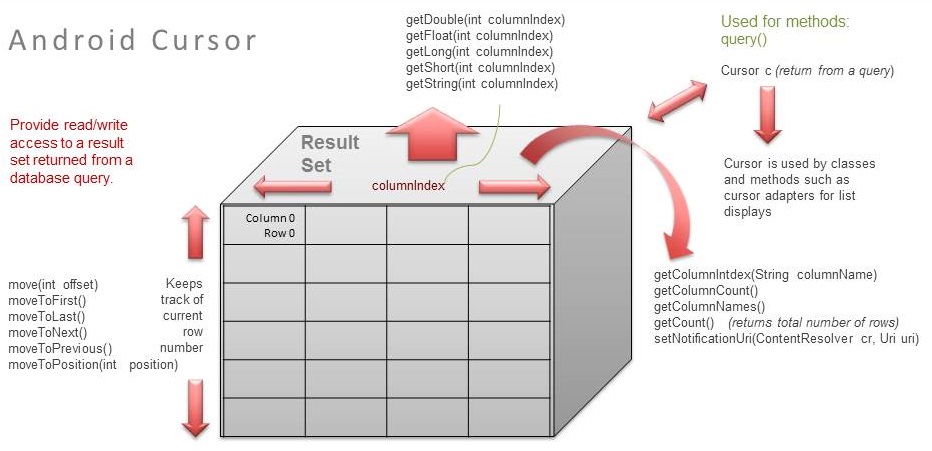 Android Cursor
getDouble(int columnIndex)
getFloat(int columnIndex)
getLong(int columnIndex)
getShort(int columnIndex)
getString(int columnIndex)
Used for methods:
query()
Cursor c (return from a query)
Provide read/write
access to a result
set returned from a
database query.
Result
Set
columnIndex
Cursor is used by classes
and methods such as
cursor adapters for list
displays
Column 0
Row 0
move(int offset)
moveToFirst()
moveToLast()
moveToNext()
moveToPrevious()
moveToPosition(int position)
Keeps
track of
current
row
number
getColumnIntdex(String columnName)
getColumnCount()
getColumnNames()
getCount() (returns total number of rows)
setNotificationUri(ContentResolver cr, Uri uri)